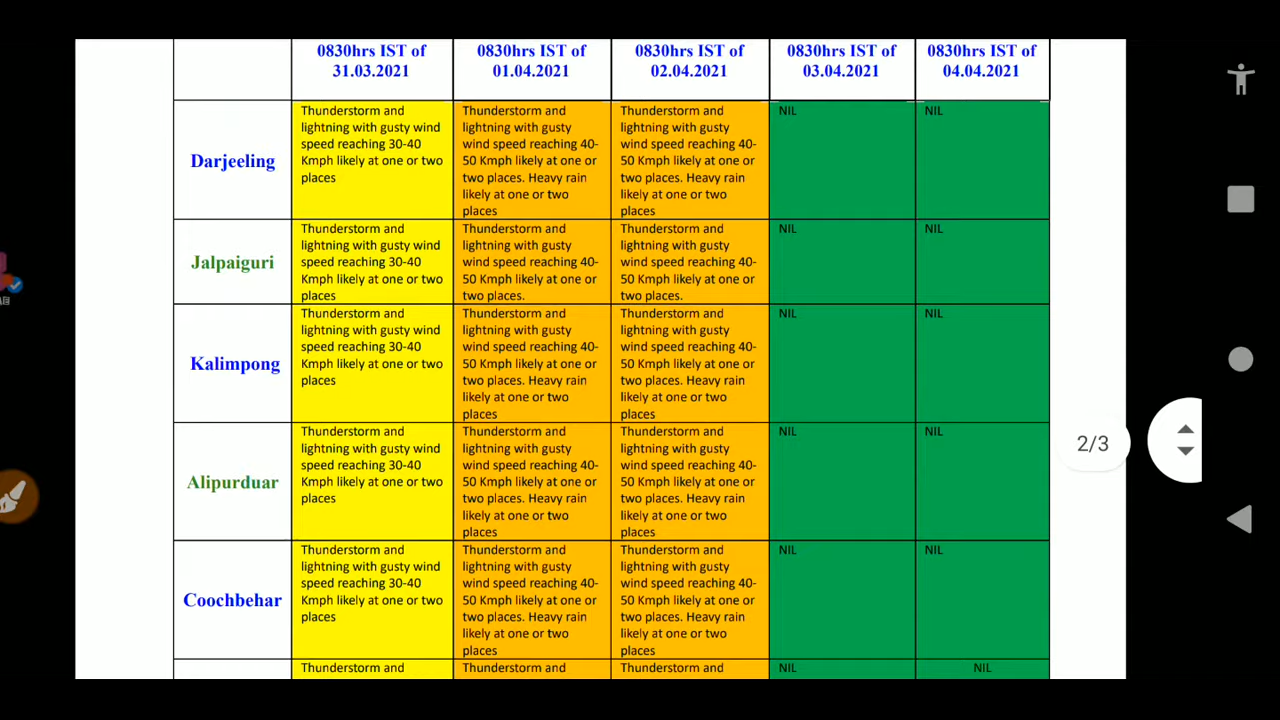 0830hrs IST of
31.03.2021
0830hrs IST of
01.04.2021
0830hrs IST of
02.04.2021
0830hrs IST of
03.04.2021
0830hrs IST of
04.04.2021
Darjeeling
Thunderstorm and
lightning with gusty wind
speed reaching 30-40
Kmph likely at one or two
places
Thunderstorm and
lightning with gusty
wind speed reaching 40-
50 Kmph likely at one or
two places. Heavy rain
likely at one or two
places
Thunderstorm and
lightning with gusty
wind speed reaching 40-
50 Kmph likely at one or
two places. Heavy rain
likely at one or two
places
NIL
NIL
Jalpaiguri
Thunderstorm and
lightning with gusty wind
speed reaching 30-40
Kmph likely at one or two
places
Thunderstorm and
lightning with gusty
wind speed reaching 40-
50 Kmph likely at one or
two places.
Thunderstorm and
lightning with gusty
wind speed reaching 40-
50 Kmph likely at one or
two places.
NIL
NIL
Kalimpong
Thunderstorm and
lightning with gusty wind
speed reaching 30-40
Kmph likely at one or two
places
Thunderstorm and
lightning with gusty
wind speed reaching 40-
50 Kmph likely at one or
two places. Heavy rain
likely at one or two
places
Thunderstorm and
lightning with gusty
wind speed reaching 40-
50 Kmph likely at one or
two places. Heavy rain
likely at one or two
places
NIL
NIL
Alipurduar
Thunderstorm and
lightning with gusty wind
speed reaching 30-40
Kmph likely at one or two
places
Thunderstorm and
lightning with gusty
wind speed reaching 40-
50 Kmph likely at one or
two places. Heavy rain
likely at one or two
places
Thunderstorm and
lightning with gusty
wind speed reaching 40-
50 Kmph likely at one or
two places. Heavy rain
likely at one or two
places
NIL
NIL
Coochbehar
Thunderstorm and
lightning with gusty wind
speed reaching 30-40
Kmph likely at one or two
places
Thunderstorm and
lightning with gusty
wind speed reaching 40-
50 Kmph likely at one or
two places. Heavy rain
likely at one or two
places
Thunderstorm and
lightning with gusty
wind speed reaching 40-
50 Kmph likely at one or
two places. Heavy rain
likely at one or two
places
NIL
NIL
Thunderstorm and
Thunderstorm and
Thunderstorm and
NIL
NIL
2/3